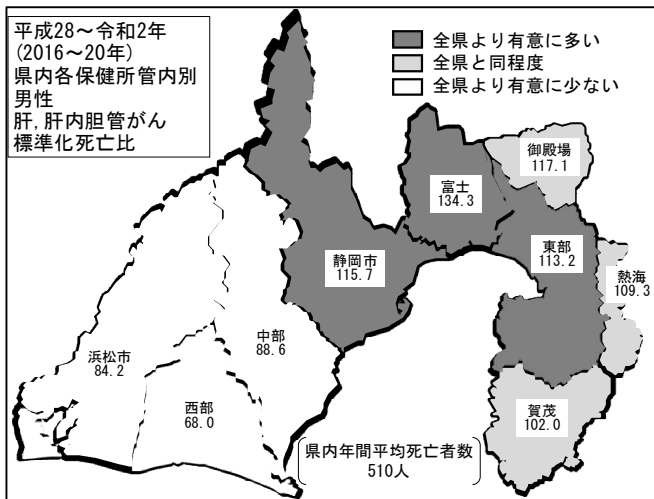 平成28～令和2年
(2016～20年)
県内各保健所管内別
男性
肝,肝内胆管がん
標準化死亡比
全県より有意に多い
全県と同程度
全県より有意に少ない
御殿場
117.1
富士
134.3
東部
113.2
静岡市
115.7
熱海
109.3
中部
88.6
浜松市
84.2
西部
68.0
賀茂
102.0
県内年間平均死亡者数
510人